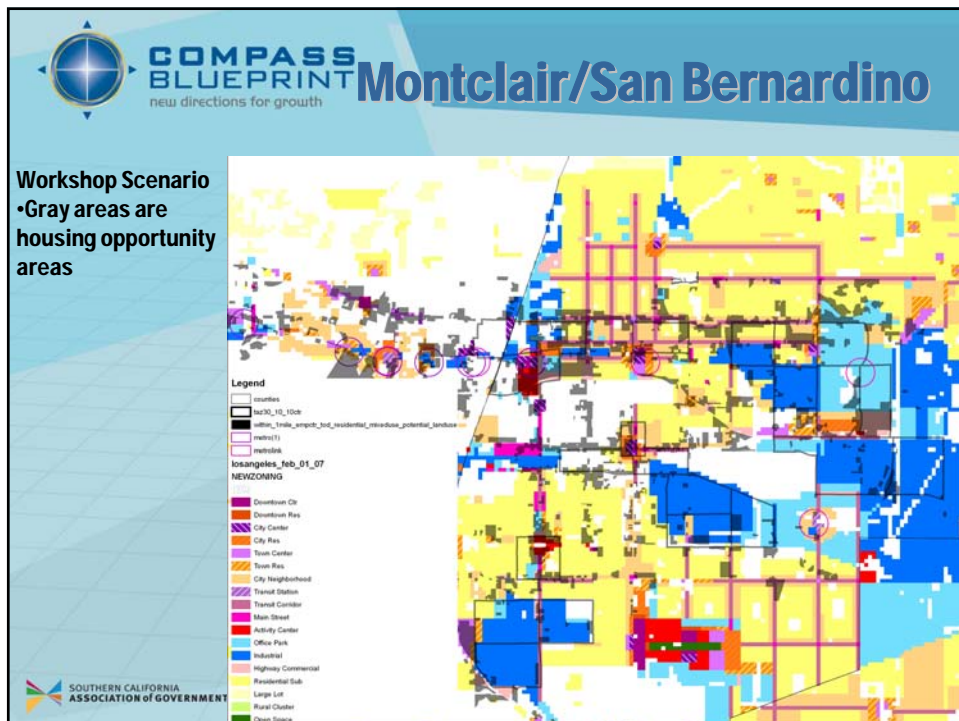 COMPASS
BLUEPRINT
new directions for growth
Montclair/San Bernardino
Workshop Scenario
•Gray areas are
housing opportunity
areas
Legend
counties
taz30_10_10ctr
within_1mile_empctr_tod_residential_mixeduse_potential_landuse
metro(1)
metrolink
losangeles_feb_01_07
NEWZONING
Downtown Ctr
Downtown Res
City Center
City Res
Town Center
Town Res
City Neighborhood
Transit Station
Transit Corridor
Main Street
Activity Center
Office Park
Industrial
Highway Commercial
Residential Sub
Large Lot
Rural Cluster
Open Space
SOUTHERN CALIFORNIA
ASSOCIATION of GOVERNMENT